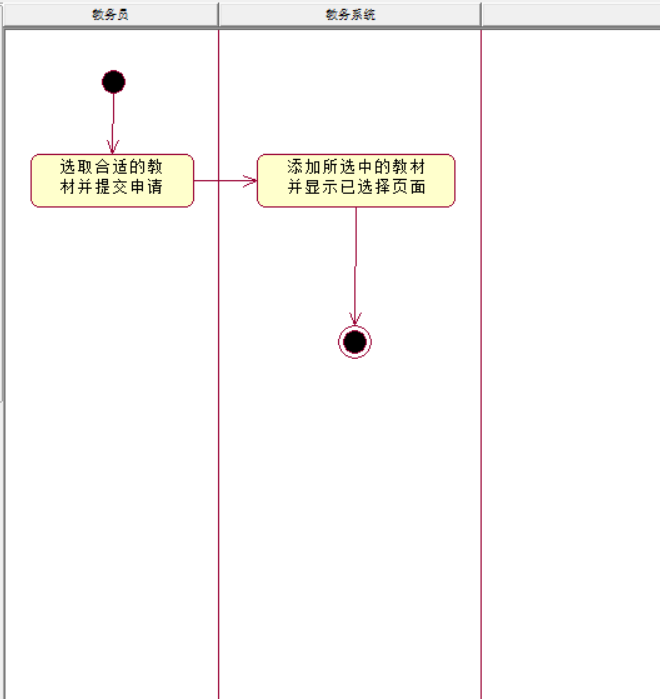 教务员
教务系统
选取合适的教
材并提交申请
添加所选中的教材
并显示已选择页面